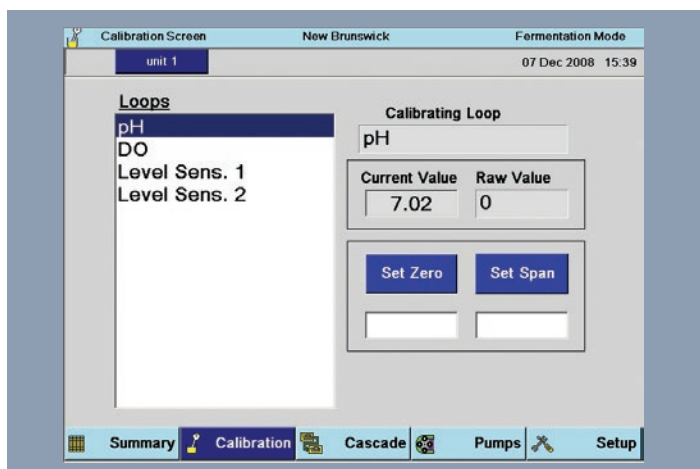 Calibration Screen New Brunswick Fermentation Mode
unit 1 07 Dec 2008 15:39
Loops
pH
DO
Level Sens. 1
Level Sens. 2
Calibrating Loop
pH
Current Value Raw Value
7.02 0
Set Zero Set Span
Summary Calibration Cascade Pumps Setup